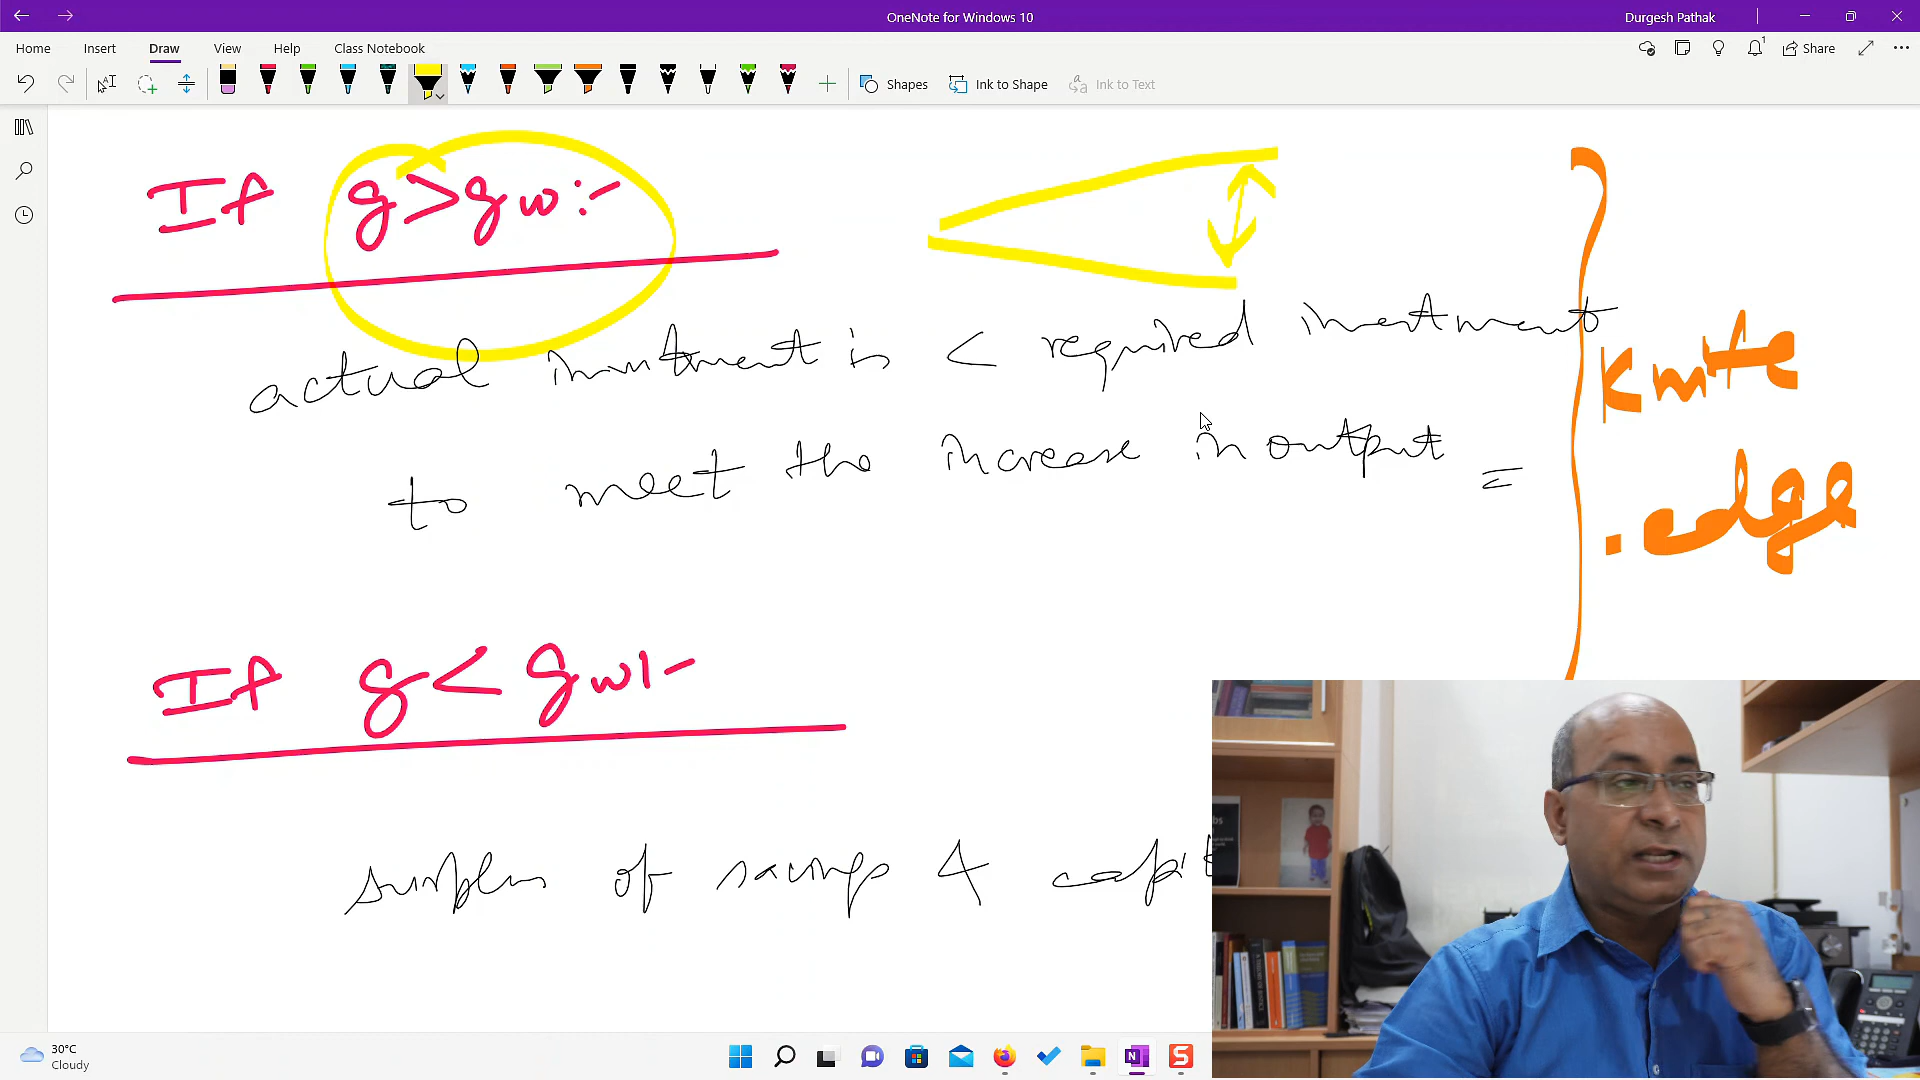 OneNote for Windows 10
Durgesh Pathak
Home Insert Draw View Help Class Notebook
Share
Shapes Ink to Shape Ink to Text
If g>gw:-
actual investment is < required investment
to meet the increase in output =
knife
.edge
If g< gw:-
surplus of savings & capit
30°C
Cloudy